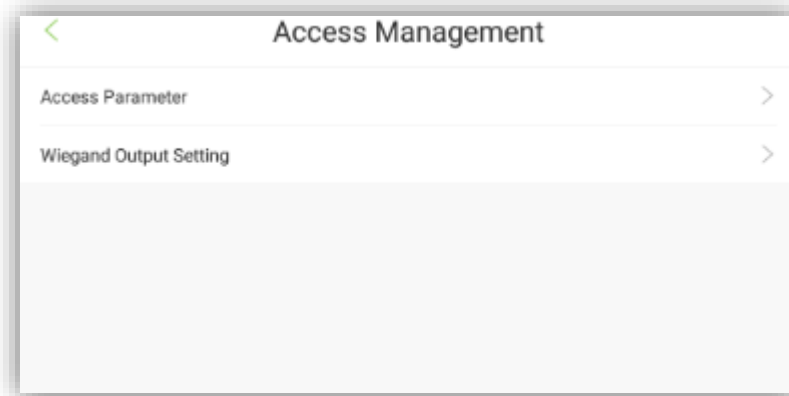 Access Management
Access Parameter
Wiegand Output Setting